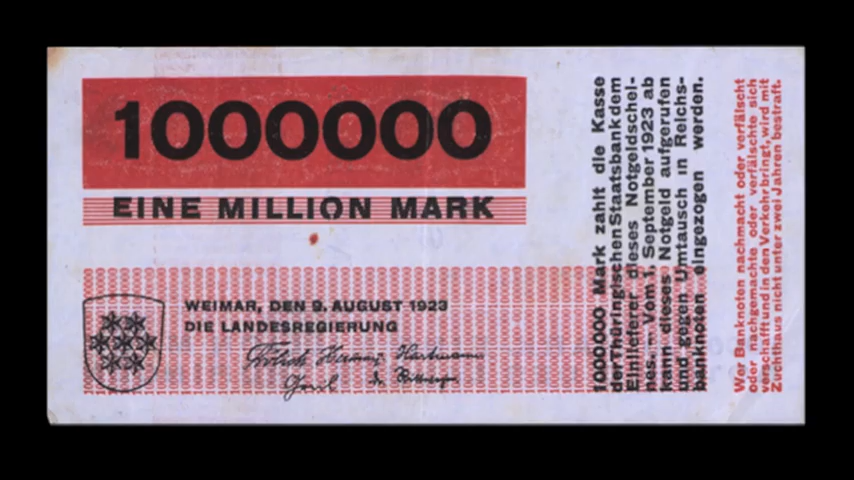 1000000
EINE MILLION MARK
WEIMAR, DEN 9. AUGUST 1923
DIE LANDESREGIERUNG
Frölich Hermann Hartmann
1000000 Mark zahlt die Kasse
der Thüringischen Staatsbank dem
Einlieferer dieses Notgeldschei-
nes. – Vom 1. September 1923 ab
kann dieses Notgeld aufgerufen
und gegen Umtausch in Reichs-
banknoten eingezogen werden.
Wer Banknoten nachmacht oder verfälscht
oder nachgemachte oder verfälschte sich
verschafft und in den Verkehr bringt, wird mit
Zuchthaus nicht unter zwei Jahren bestraft.